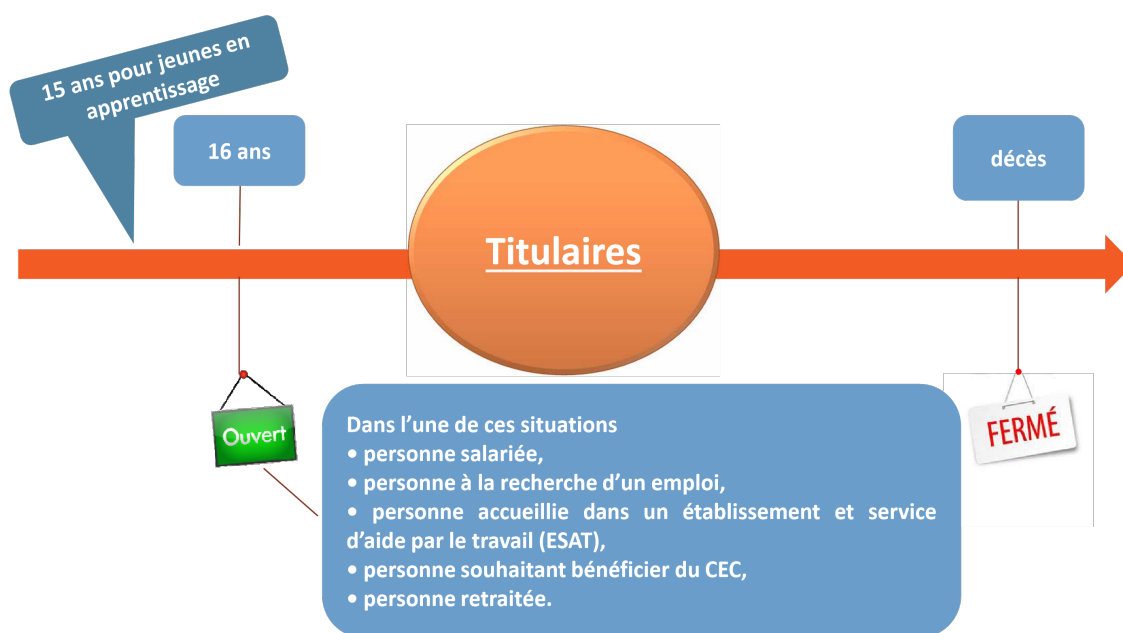 15 ans pour jeunes en
apprentissage
16 ans
décès
Titulaires
Ouvert
FERMÉ
Dans l’une de ces situations
• personne salariée,
• personne à la recherche d’un emploi,
• personne accueillie dans un établissement et service
d’aide par le travail (ESAT),
• personne souhaitant bénéficier du CEC,
• personne retraitée.